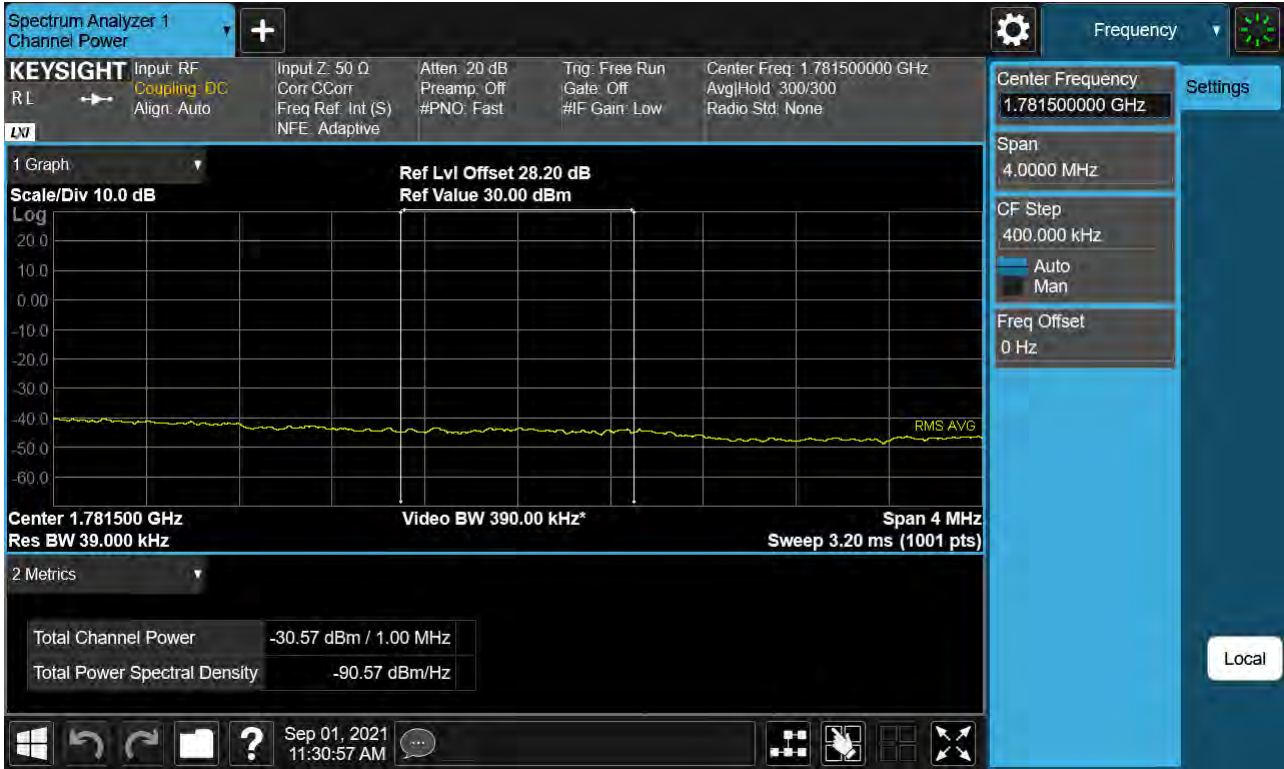 Spectrum Analyzer 1
Channel Power
+
Frequency
KEYSIGHT
R L
LXI
Input: RF
Coupling: DC
Align: Auto
Input Z: 50 Ω
Corr CCorr
Freq Ref: Int (S)
NFE: Adaptive
Atten: 20 dB
Preamp: Off
#PNO: Fast
Trig: Free Run
Gate: Off
#IF Gain: Low
Center Freq: 1.781500000 GHz
Avg|Hold: 300/300
Radio Std: None
Center Frequency
1.781500000 GHz
Settings
Span
4.0000 MHz
CF Step
400.000 kHz
Auto
Man
Freq Offset
0 Hz
Local
1 Graph
Scale/Div 10.0 dB
Ref Lvl Offset 28.20 dB
Ref Value 30.00 dBm
Log
20.0
10.0
0.00
-10.0
-20.0
-30.0
-40.0
-50.0
-60.0
RMS AVG
Center 1.781500 GHz
Res BW 39.000 kHz
Video BW 390.00 kHz*
Span 4 MHz
Sweep 3.20 ms (1001 pts)
2 Metrics
Total Channel Power -30.57 dBm / 1.00 MHz
Total Power Spectral Density -90.57 dBm/Hz
?
Sep 01, 2021
11:30:57 AM